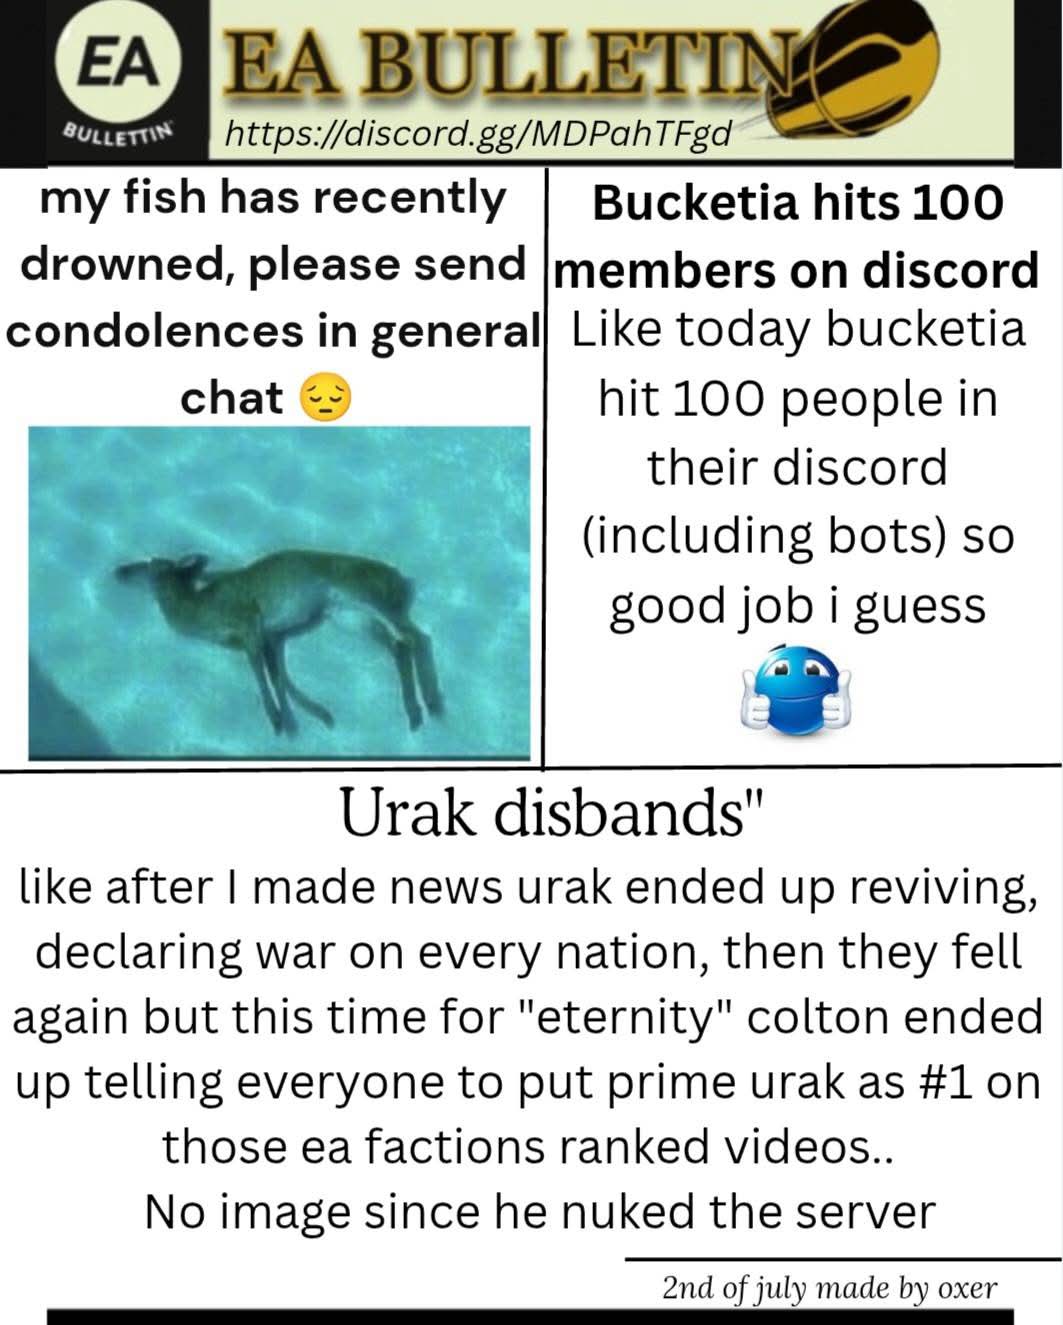 EA
BULLETTIN
EA BULLETIN
https://discord.gg/MDPahTFgd
my fish has recently
drowned, please send
condolences in general
chat 😔
Bucketia hits 100
members on discord
Like today bucketia
hit 100 people in
their discord
(including bots) so
good job i guess
Urak disbands"
like after I made news urak ended up reviving,
declaring war on every nation, then they fell
again but this time for "eternity" colton ended
up telling everyone to put prime urak as #1 on
those ea factions ranked videos..
No image since he nuked the server
2nd of july made by oxer